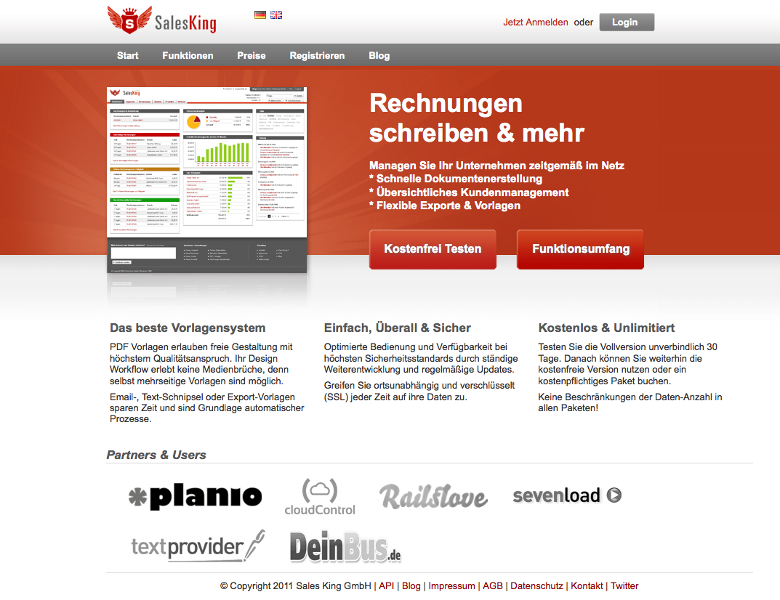 SalesKing
Jetzt Anmelden oder Login
Start Funktionen Preise Registrieren Blog
Rechnungen
schreiben & mehr
Managen Sie Ihr Unternehmen zeitgemäß im Netz
* Schnelle Dokumentenerstellung
* Übersichtliches Kundenmanagement
* Flexible Exporte & Vorlagen
Kostenfrei Testen Funktionsumfang
Das beste Vorlagensystem
PDF Vorlagen erlauben freie Gestaltung mit
höchstem Qualitätsanspruch. Ihr Design
Workflow erlebt keine Medienbrüche, denn
selbst mehrseitige Vorlagen sind möglich.
Email-, Text-Schnipsel oder Export-Vorlagen
sparen Zeit und sind Grundlage automatischer
Prozesse.
Einfach, Überall & Sicher
Optimierte Bedienung und Verfügbarkeit bei
höchsten Sicherheitsstandards durch ständige
Weiterentwicklung und regelmäßige Updates.
Greifen Sie ortsunabhängig und verschlüsselt
(SSL) jeder Zeit auf ihre Daten zu.
Kostenlos & Unlimitiert
Testen Sie die Vollversion unverbindlich 30
Tage. Danach können Sie weiterhin die
kostenfreie Version nutzen oder ein
kostenpflichtiges Paket buchen.
Keine Beschränkungen der Daten-Anzahl in
allen Paketen!
Partners & Users
planio cloudControl Railslove sevenload
textprovider DeinBus.de
© Copyright 2011 Sales King GmbH | API | Blog | Impressum | AGB | Datenschutz | Kontakt | Twitter